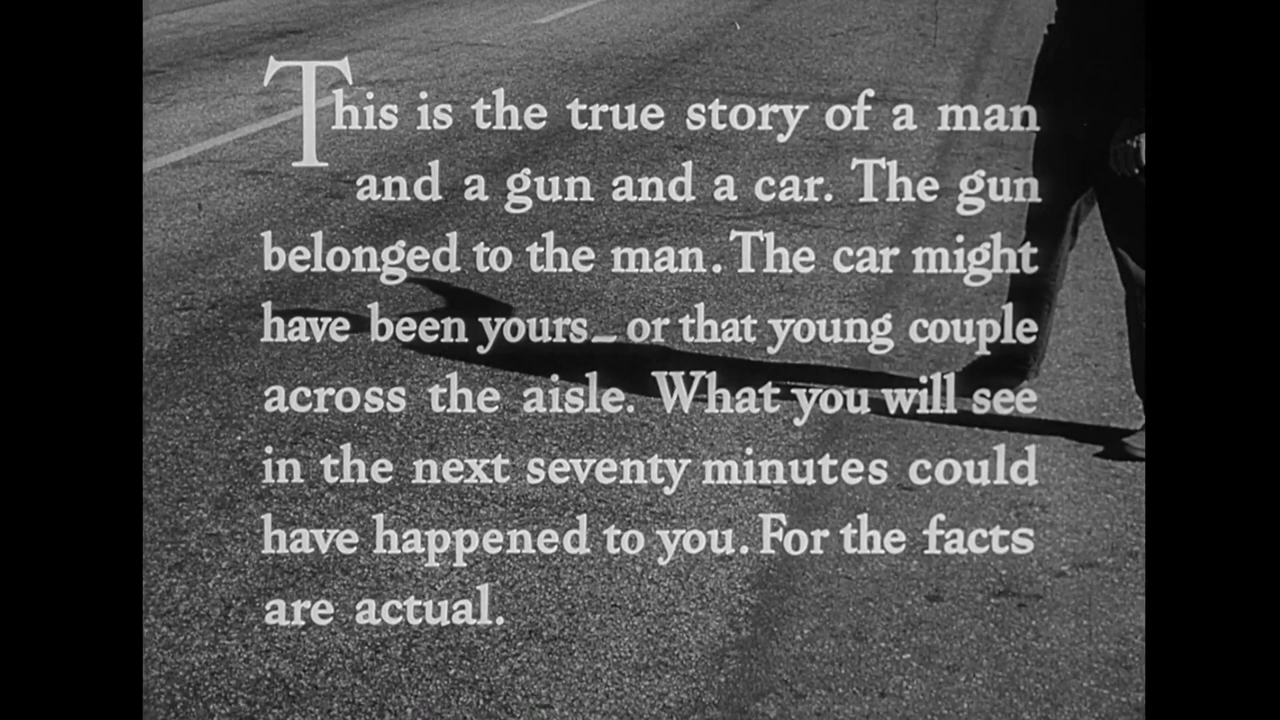 This is the true story of a man
and a gun and a car. The gun
belonged to the man. The car might
have been yours_or that young couple
across the aisle. What you will see
in the next seventy minutes could
have happened to you. For the facts
are actual.